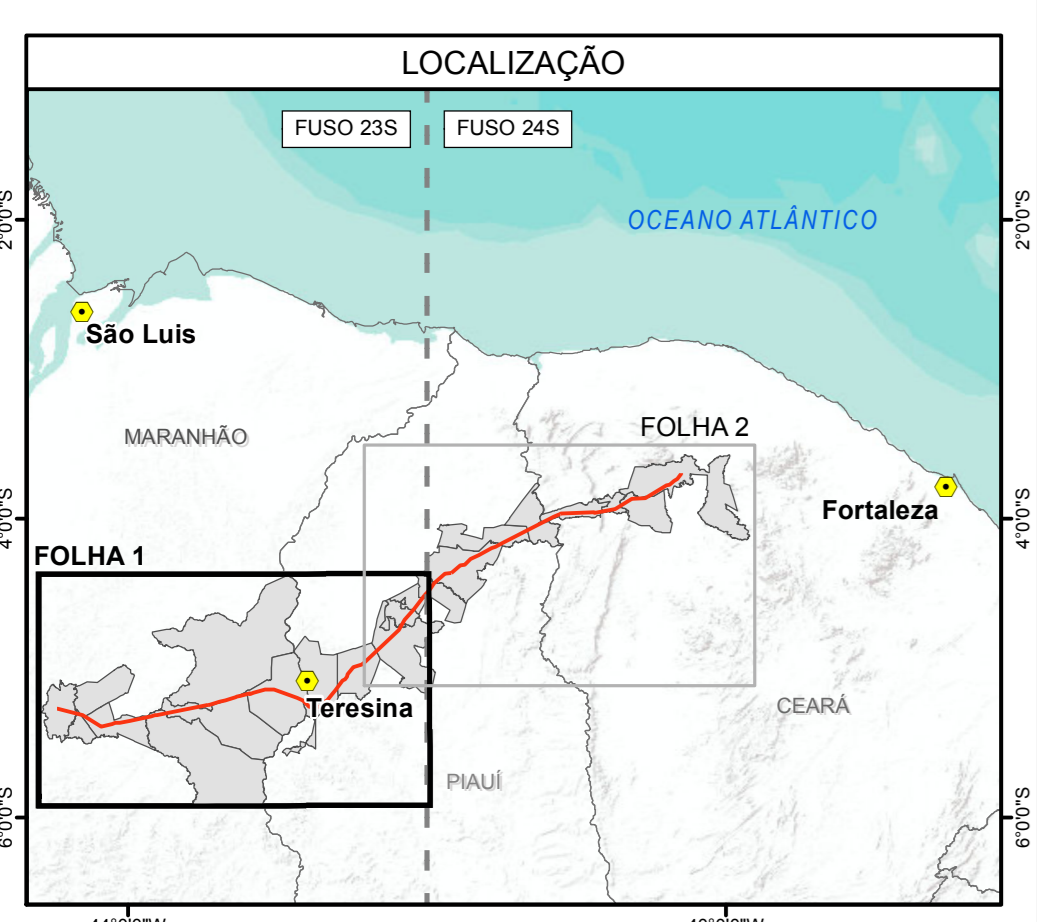 LOCALIZAÇÃO
FUSO 23S
FUSO 24S
OCEANO ATLÂNTICO
2°0'0"S
2°0'0"S
São Luis
MARANHÃO
FOLHA 2
Fortaleza
4°0'0"S
4°0'0"S
FOLHA 1
Teresina
CEARÁ
PIAUÍ
6°0'0"S
6°0'0"S